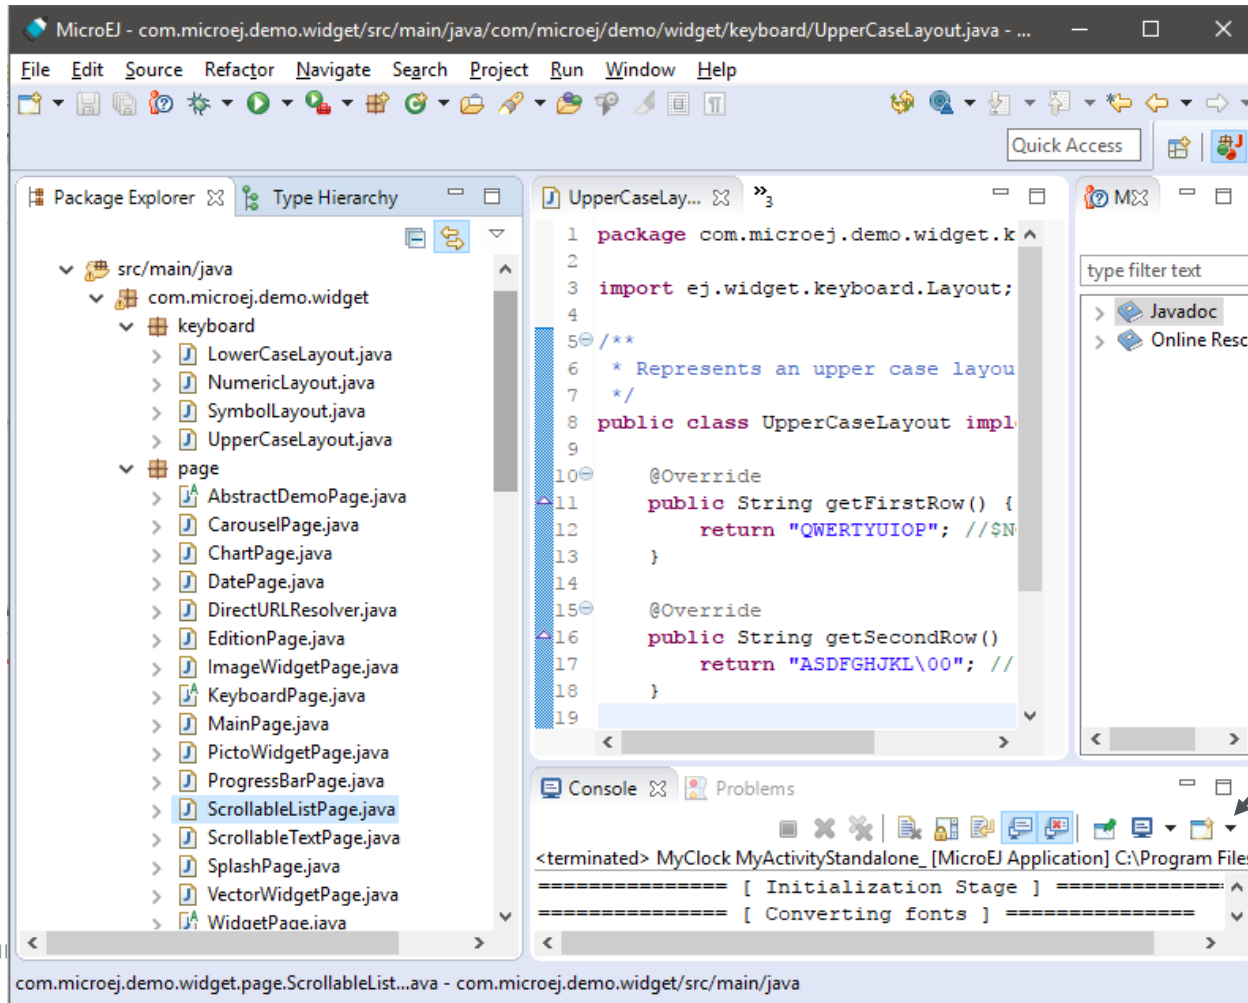 MicroEJ - com.microej.demo.widget/src/main/java/com/microej/demo/widget/keyboard/UpperCaseLayout.java - ...
File Edit Source Refactor Navigate Search Project Run Window Help
Quick Access
Package Explorer Type Hierarchy
src/main/java
com.microej.demo.widget
keyboard
LowerCaseLayout.java
NumericLayout.java
SymbolLayout.java
UpperCaseLayout.java
page
AbstractDemoPage.java
CarouselPage.java
ChartPage.java
DatePage.java
DirectURLResolver.java
EditionPage.java
ImageWidgetPage.java
KeyboardPage.java
MainPage.java
PictoWidgetPage.java
ProgressBarPage.java
ScrollableListPage.java
ScrollableTextPage.java
SplashPage.java
VectorWidgetPage.java
WidgetPage.java
UpperCaseLay... »3
1 package com.microej.demo.widget.k
2
3 import ej.widget.keyboard.Layout;
4
5 /**
6 * Represents an upper case layou
7 */
8 public class UpperCaseLayout impl
9
10 @Override
11 public String getFirstRow() {
12 return "QWERTYUIOP"; //$N
13 }
14
15 @Override
16 public String getSecondRow()
17 return "ASDFGHJKL\00"; //
18 }
19
M
type filter text
Javadoc
Online Resc
Console Problems
<terminated> MyClock MyActivityStandalone_ [MicroEJ Application] C:\Program Files
=============== [ Initialization Stage ] =============
=============== [ Converting fonts ] ===============
com.microej.demo.widget.page.ScrollableList...ava - com.microej.demo.widget/src/main/java